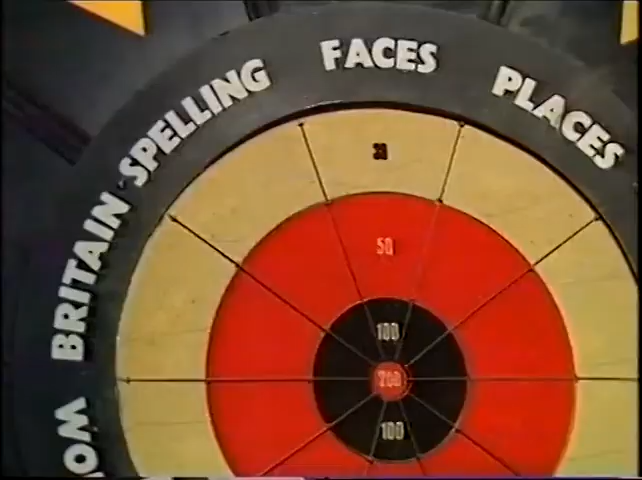 FACES
PLACES
SPELLING
BRITAIN
50
100
200
100